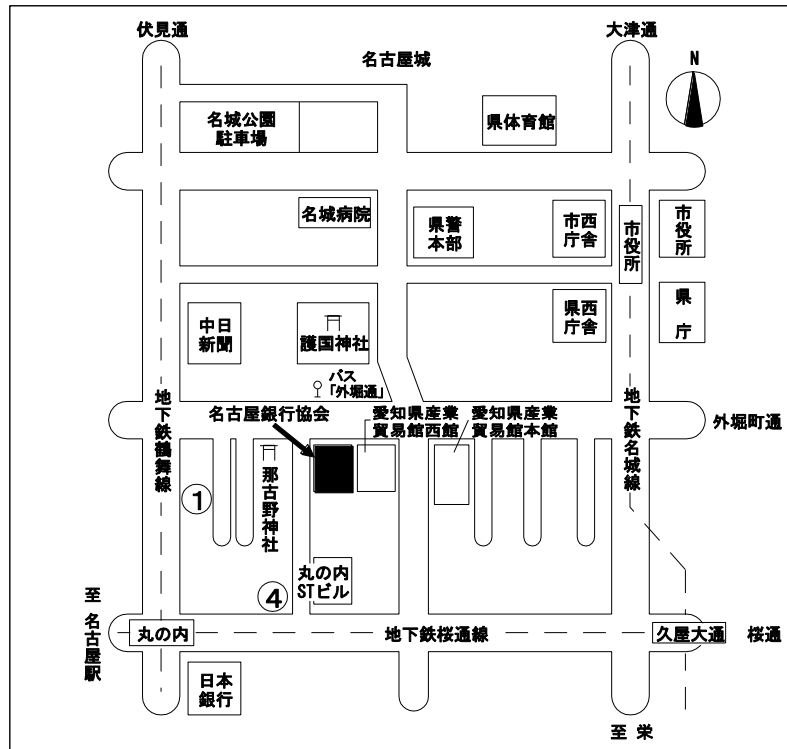 伏見通
大津通
名古屋城
N
名城公園
駐車場
県体育館
名城病院
県警
本部
市西
庁舎
市役所
市役所
中日
新聞
護国神社
県西
庁舎
県庁
バス
「外堀通」
地下鉄鶴舞線
名古屋銀行協会
愛知県産業
貿易館西館
愛知県産業
貿易館本館
地下鉄名城線
外堀町通
那古野神社
①
④
丸の内
STビル
至 名古屋駅
丸の内
地下鉄桜通線
久屋大通
桜通
日本
銀行
至 栄